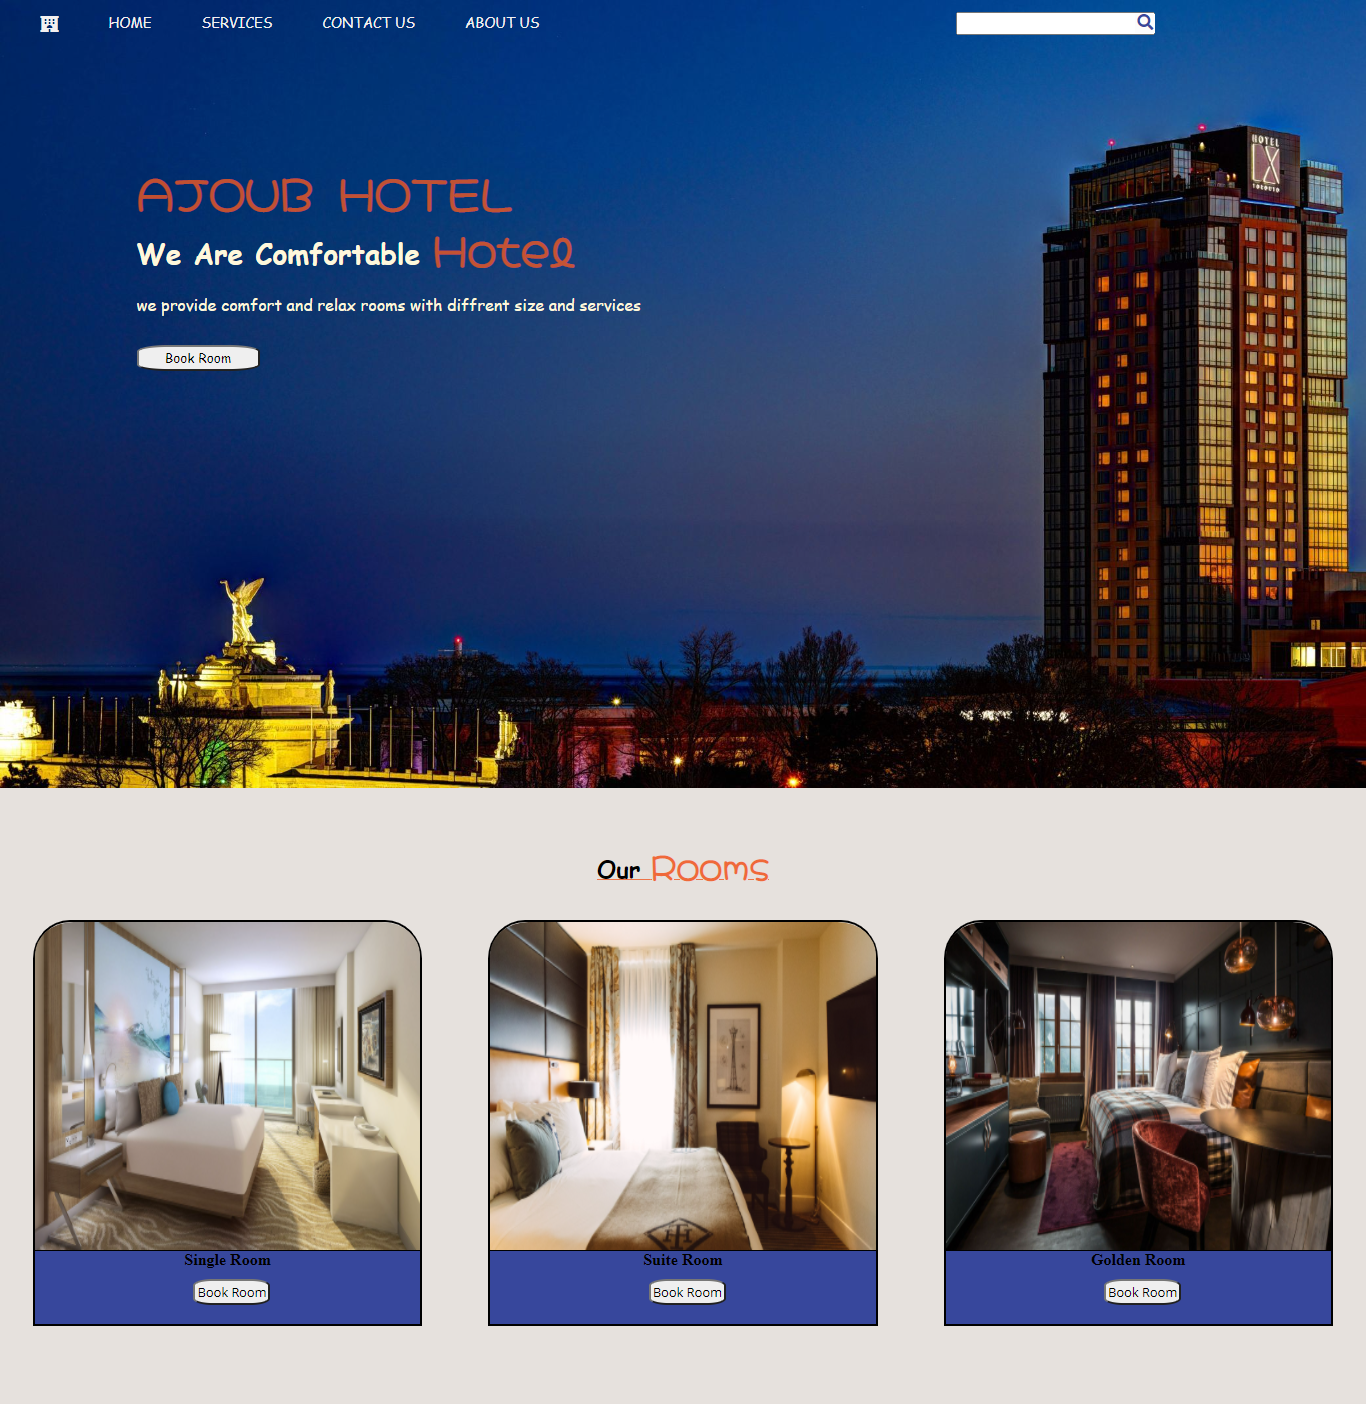 HOME SERVICES CONTACT US ABOUT US
HOTEL
LX
TORONTO
AJOUB HOTEL
We Are Comfortable Hotel
we provide comfort and relax rooms with diffrent size and services
Book Room
Our Rooms
Single Room
Book Room
Suite Room
Book Room
Golden Room
Book Room